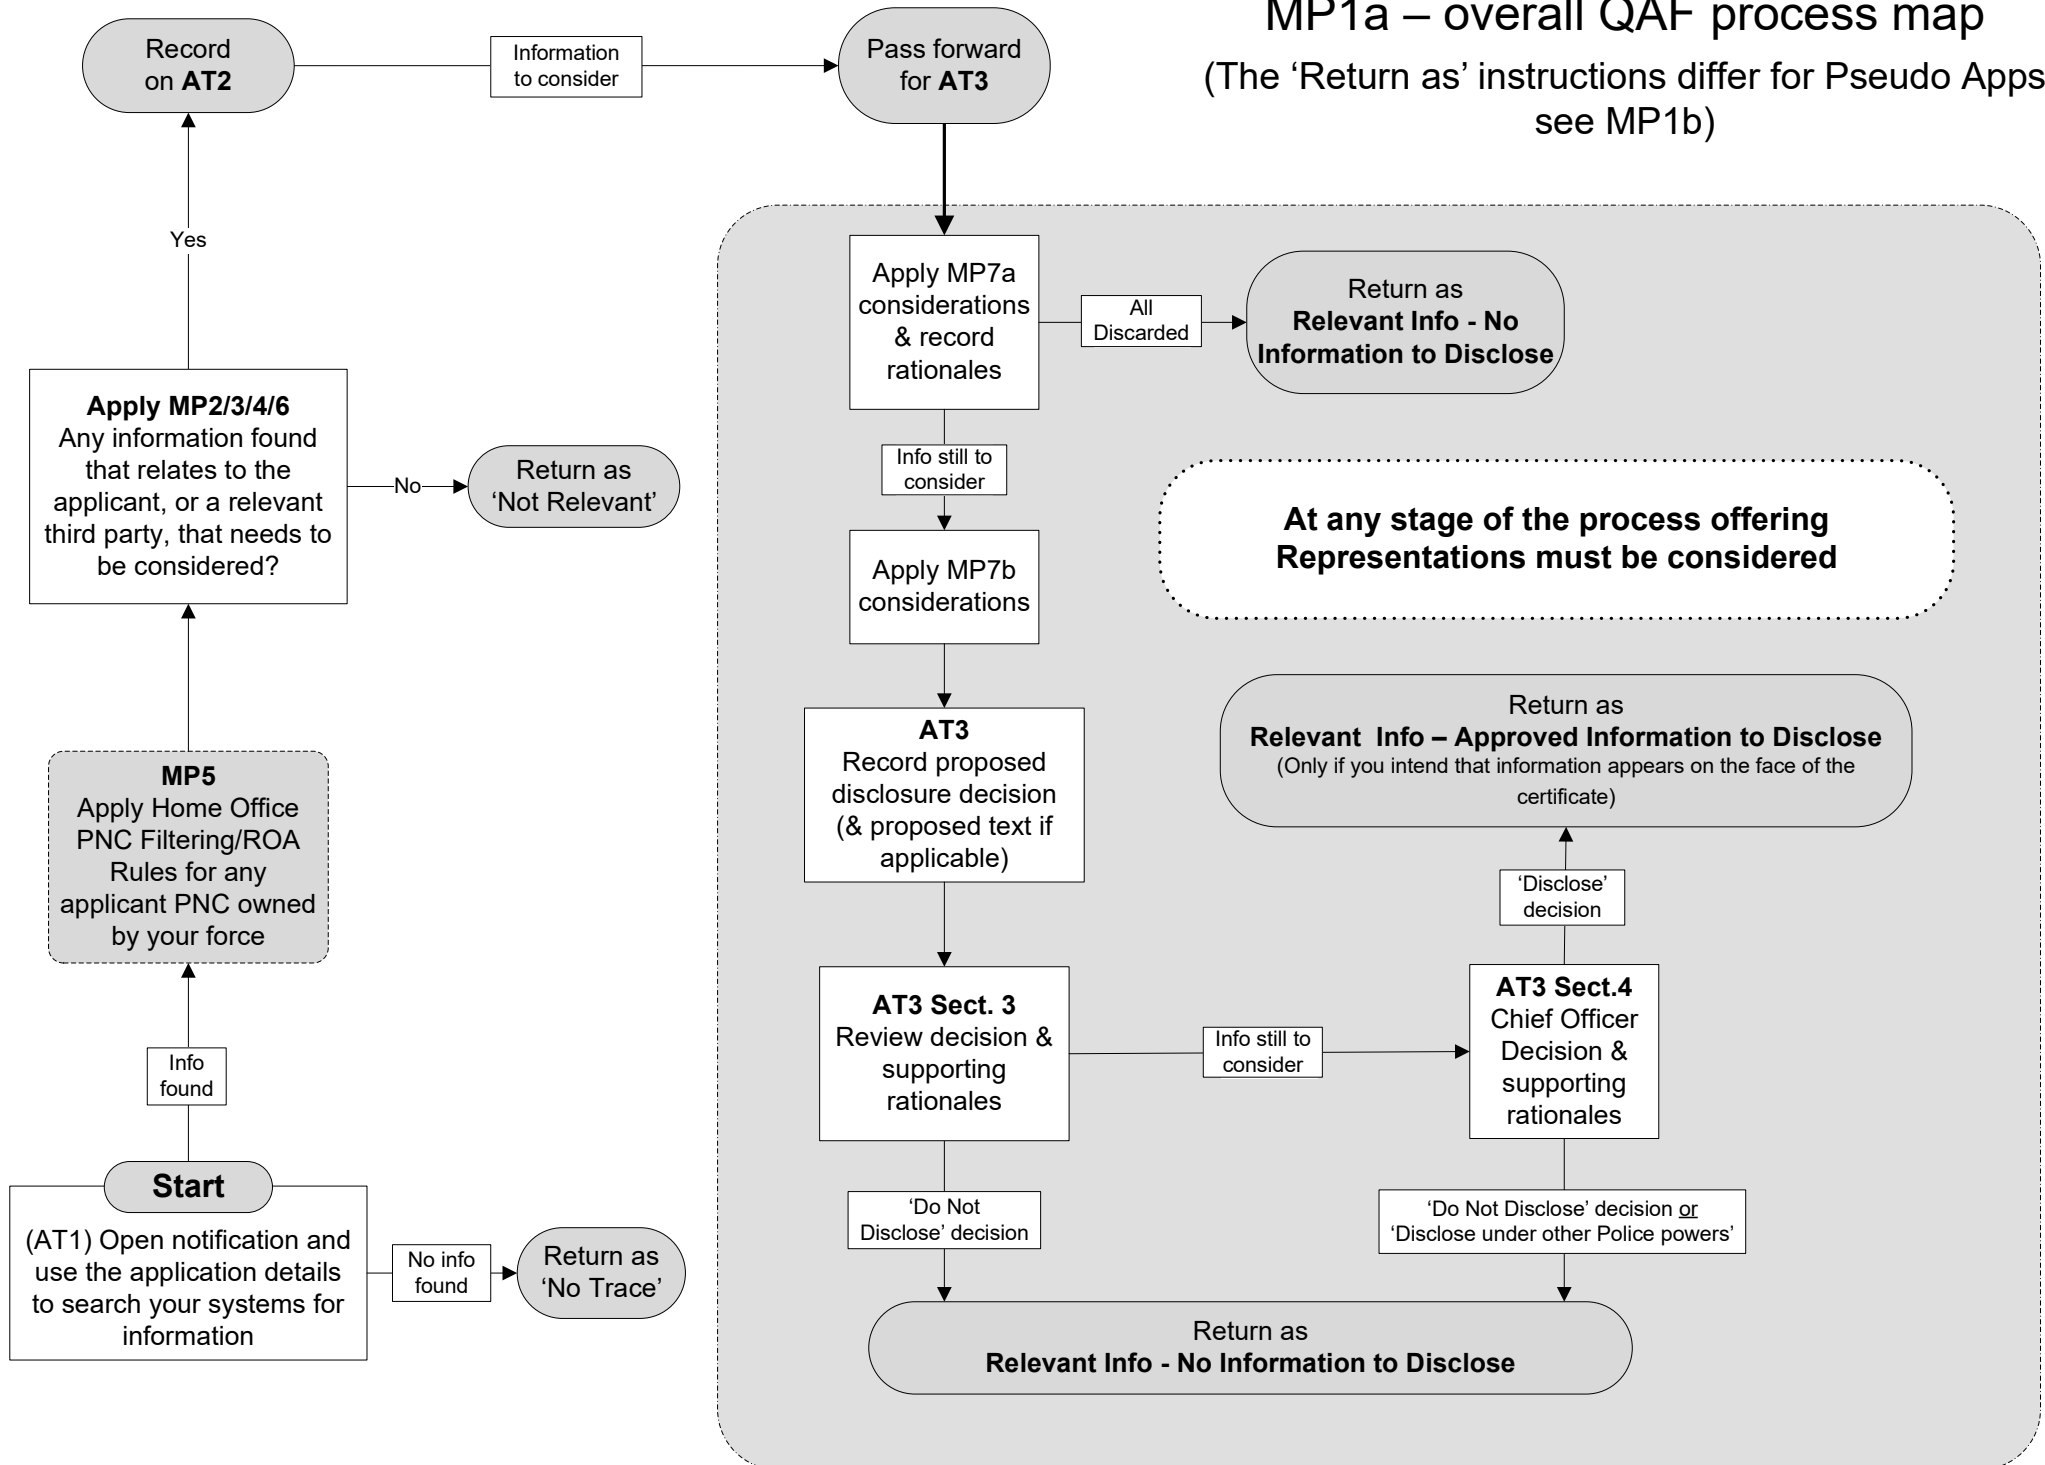 MP1a – overall QAF process map
(The ‘Return as’ instructions differ for Pseudo Apps
see MP1b)
Record
on AT2
Information
to consider
Pass forward
for AT3
Yes
Apply MP2/3/4/6
Any information found
that relates to the
applicant, or a relevant
third party, that needs to
be considered?
No
Return as
‘Not Relevant’
MP5
Apply Home Office
PNC Filtering/ROA
Rules for any
applicant PNC owned
by your force
Info
found
Start
(AT1) Open notification and
use the application details
to search your systems for
information
No info
found
Return as
‘No Trace’
Apply MP7a
considerations
& record
rationales
All
Discarded
Return as
Relevant Info - No
Information to Disclose
Info still to
consider
Apply MP7b
considerations
At any stage of the process offering
Representations must be considered
AT3
Record proposed
disclosure decision
(& proposed text if
applicable)
Return as
Relevant Info – Approved Information to Disclose
(Only if you intend that information appears on the face of the
certificate)
‘Disclose’
decision
AT3 Sect. 3
Review decision &
supporting
rationales
Info still to
consider
AT3 Sect.4
Chief Officer
Decision &
supporting
rationales
‘Do Not
Disclose’ decision
‘Do Not Disclose’ decision or
‘Disclose under other Police powers’
Return as
Relevant Info - No Information to Disclose